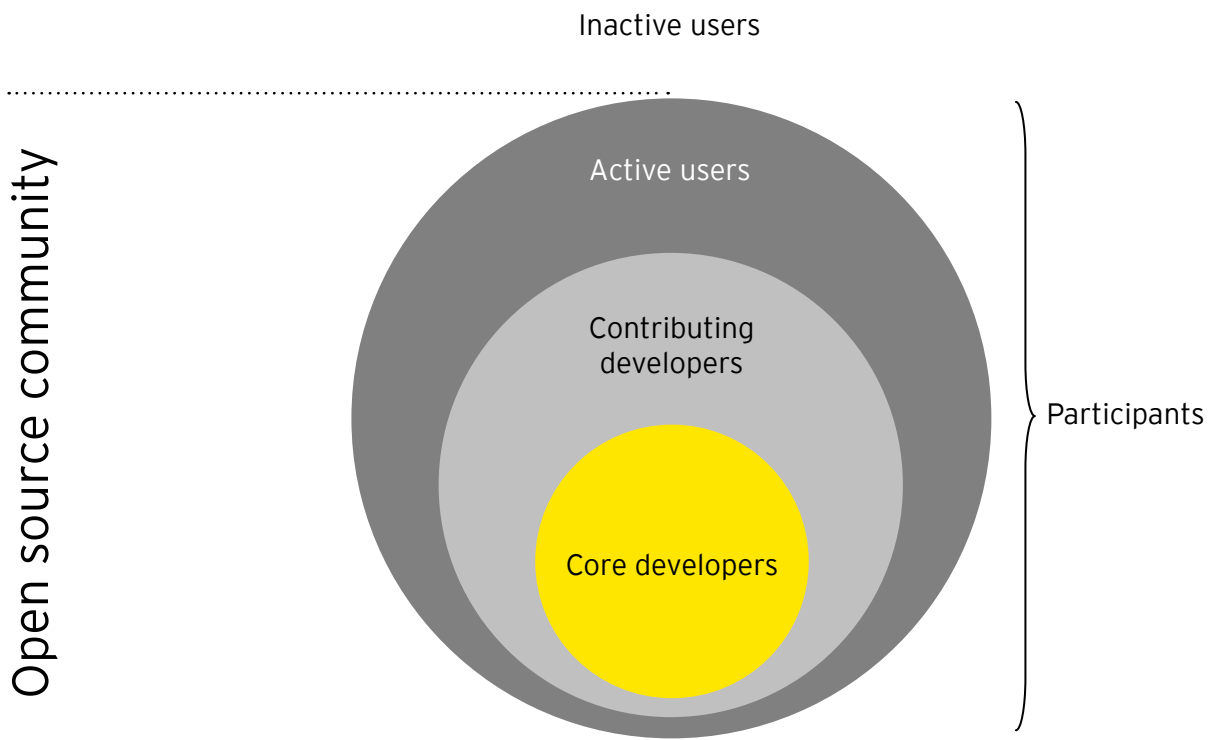 Inactive users
Open source community
Active users
Contributing
developers
Core developers
Participants